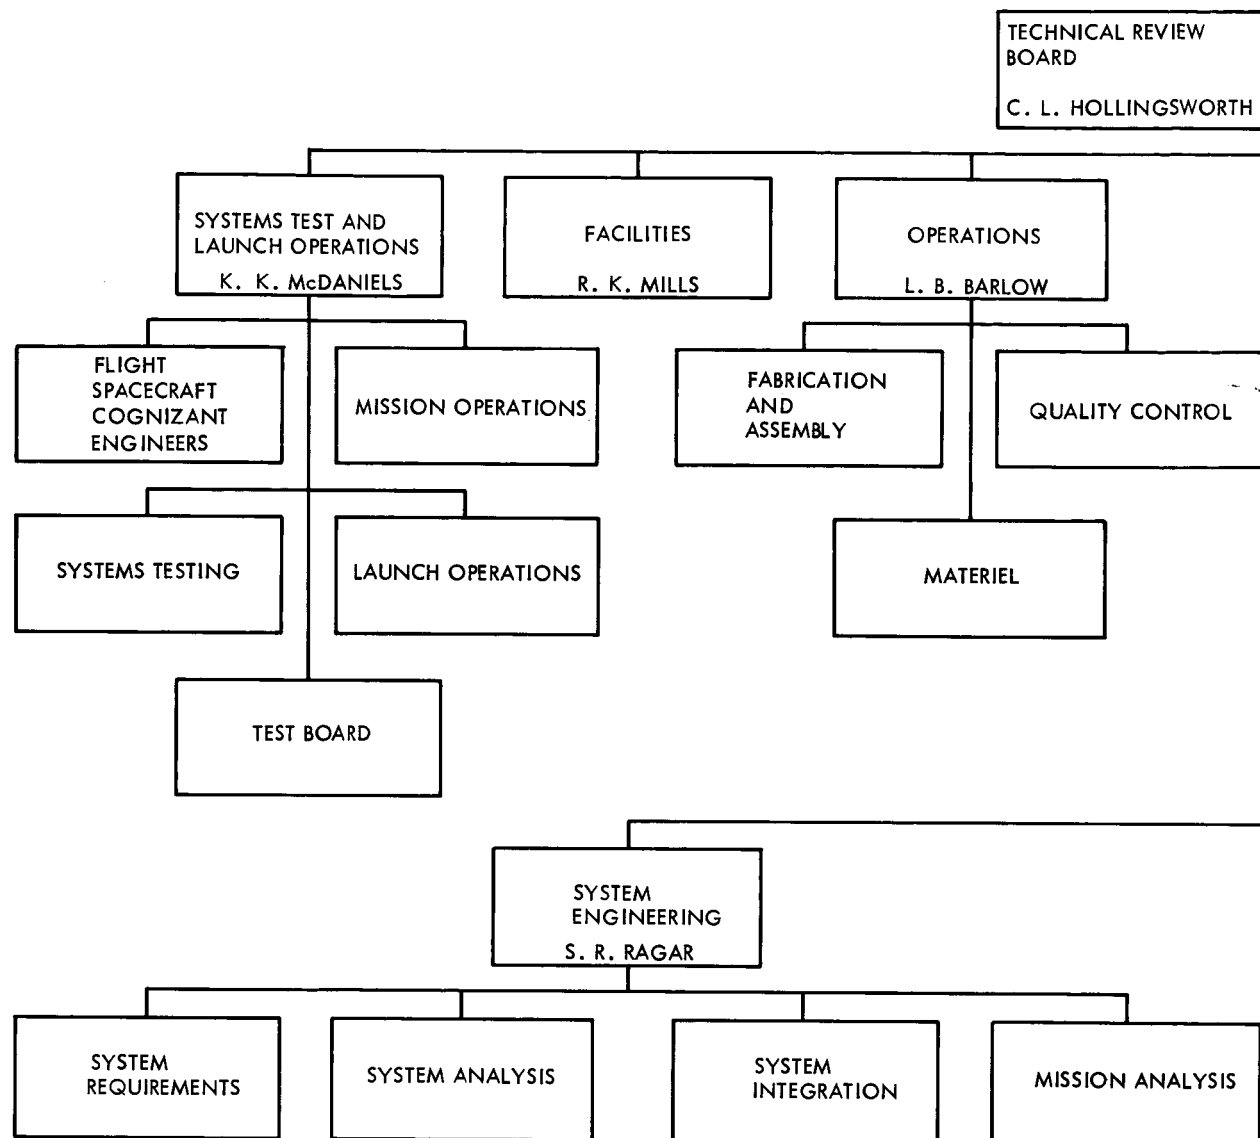 TECHNICAL REVIEW
BOARD
C. L. HOLLINGSWORTH
SYSTEMS TEST AND
LAUNCH OPERATIONS
K. K. McDANIELS
FACILITIES
R. K. MILLS
OPERATIONS
L. B. BARLOW
FLIGHT
SPACECRAFT
COGNIZANT
ENGINEERS
MISSION OPERATIONS
FABRICATION
AND
ASSEMBLY
QUALITY CONTROL
SYSTEMS TESTING
LAUNCH OPERATIONS
MATERIEL
TEST BOARD
SYSTEM
ENGINEERING
S. R. RAGAR
SYSTEM
REQUIREMENTS
SYSTEM ANALYSIS
SYSTEM
INTEGRATION
MISSION ANALYSIS